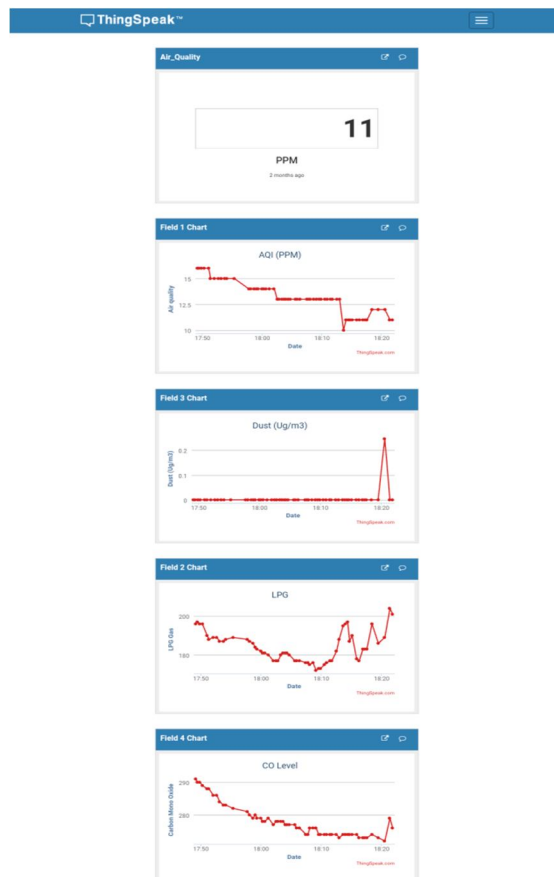 ThingSpeak™
Air_Quality
11
PPM
2 months ago
Field 1 Chart
AQI (PPM)
Air quality
15
12.5
10
17:50 18:00 18:10 18:20
Date
ThingSpeak.com
Field 3 Chart
Dust (Ug/m3)
Dust (Ug/m3)
0.2
0.1
0
17:50 18:00 18:10 18:20
Date
ThingSpeak.com
Field 2 Chart
LPG
LPG Gas
200
180
17:50 18:00 18:10 18:20
Date
ThingSpeak.com
Field 4 Chart
CO Level
Carbon Mono Oxide
290
280
17:50 18:00 18:10 18:20
Date
ThingSpeak.com